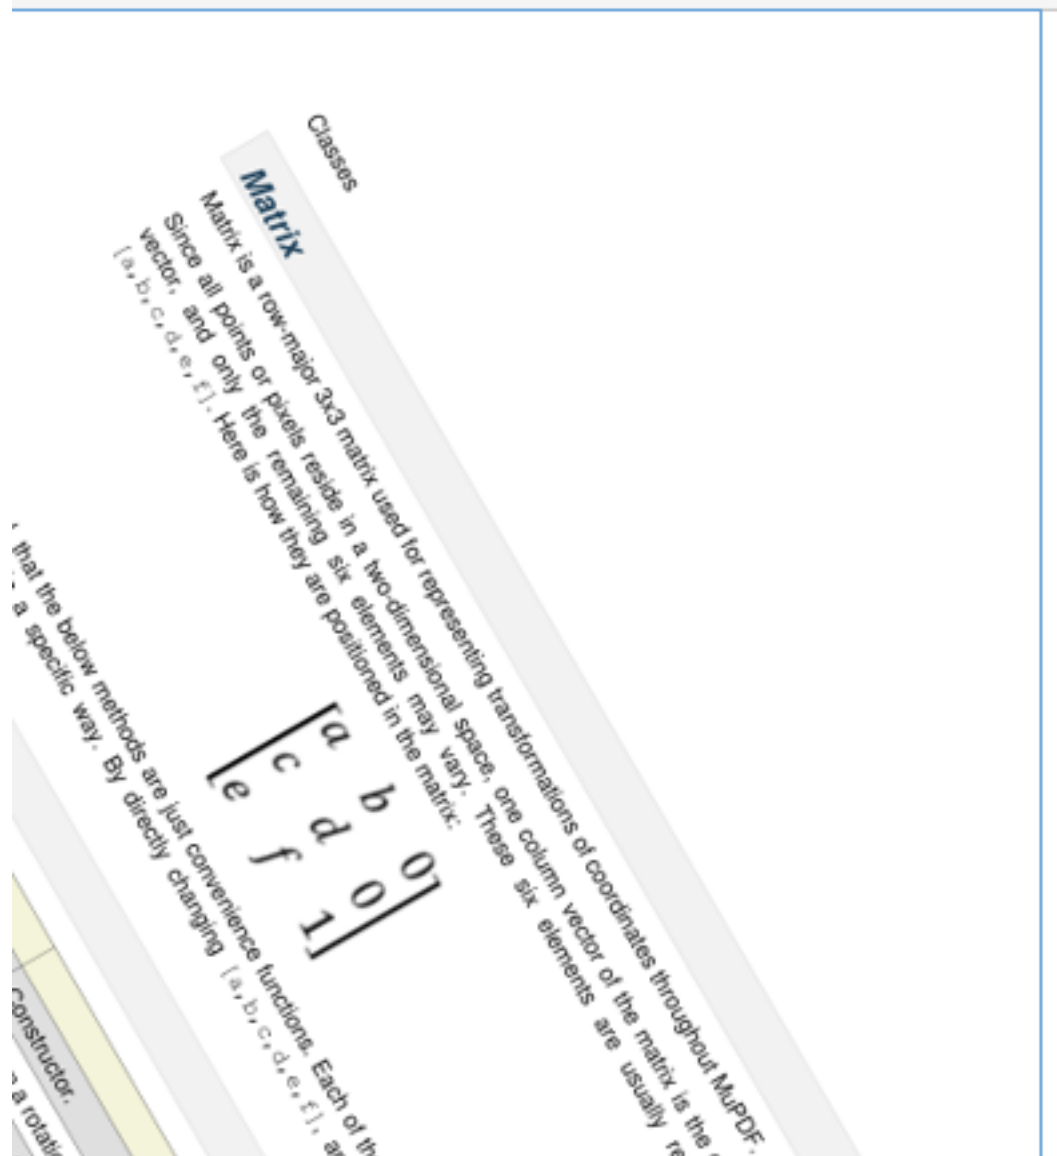 Classes
Matrix
Matrix is a row-major 3x3 matrix used for representing transformations of coordinates throughout MuPDF.
Since all points or pixels reside in a two-dimensional space, one column vector of the matrix is the
vector, and only the remaining six elements may vary. These six elements are usually
[a,b,c,d,e,f]. Here is how they are positioned in the matrix:
a b 0
c d 0
e f 1
that the below methods are just convenience functions. Each of
a specific way. By directly changing [a,b,c,d,e,f],
Constructor.
a